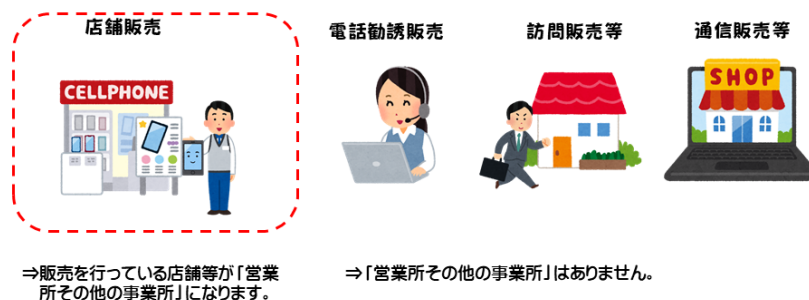 店舗販売
電話勧誘販売
訪問販売等
通信販売等
CELLPHONE
SHOP
⇒販売を行っている店舗等が「営業
所その他の事業所」になります。
⇒「営業所その他の事業所」はありません。